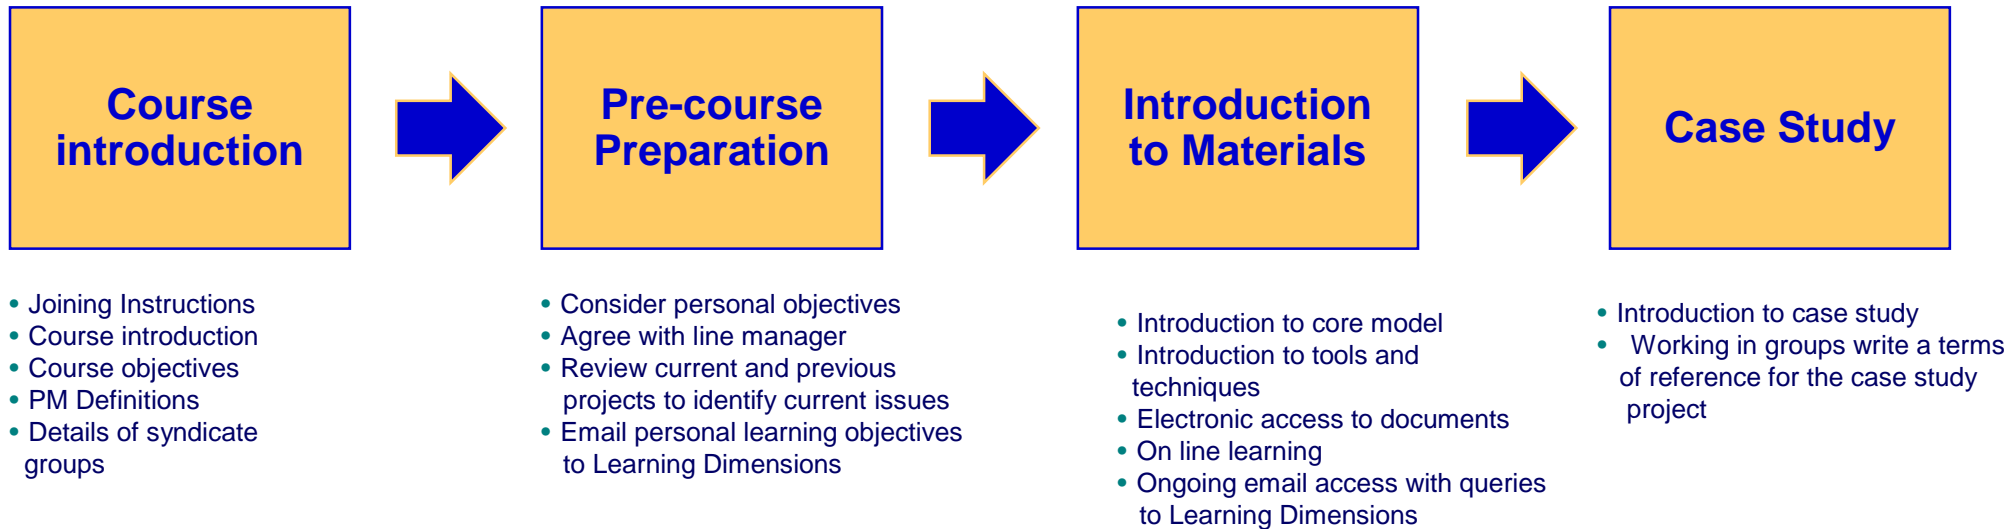 Course
introduction
Pre-course
Preparation
Introduction
to Materials
Case Study
• Joining Instructions
• Course introduction
• Course objectives
• PM Definitions
• Details of syndicate
groups
• Consider personal objectives
• Agree with line manager
• Review current and previous
projects to identify current issues
• Email personal learning objectives
to Learning Dimensions
• Introduction to core model
• Introduction to tools and
techniques
• Electronic access to documents
• On line learning
• Ongoing email access with queries
to Learning Dimensions
• Introduction to case study
• Working in groups write a terms
of reference for the case study
project